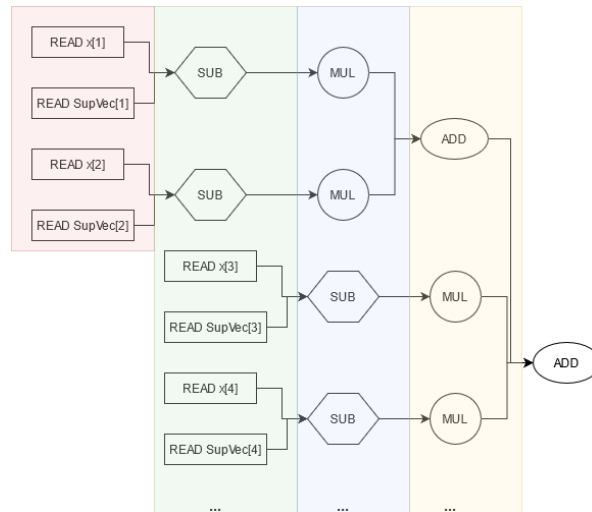 READ x[1]
SUB
MUL
READ SupVec[1]
ADD
READ x[2]
SUB
MUL
READ SupVec[2]
READ x[3]
SUB
MUL
READ SupVec[3]
ADD
READ x[4]
SUB
MUL
READ SupVec[4]
... ... ...